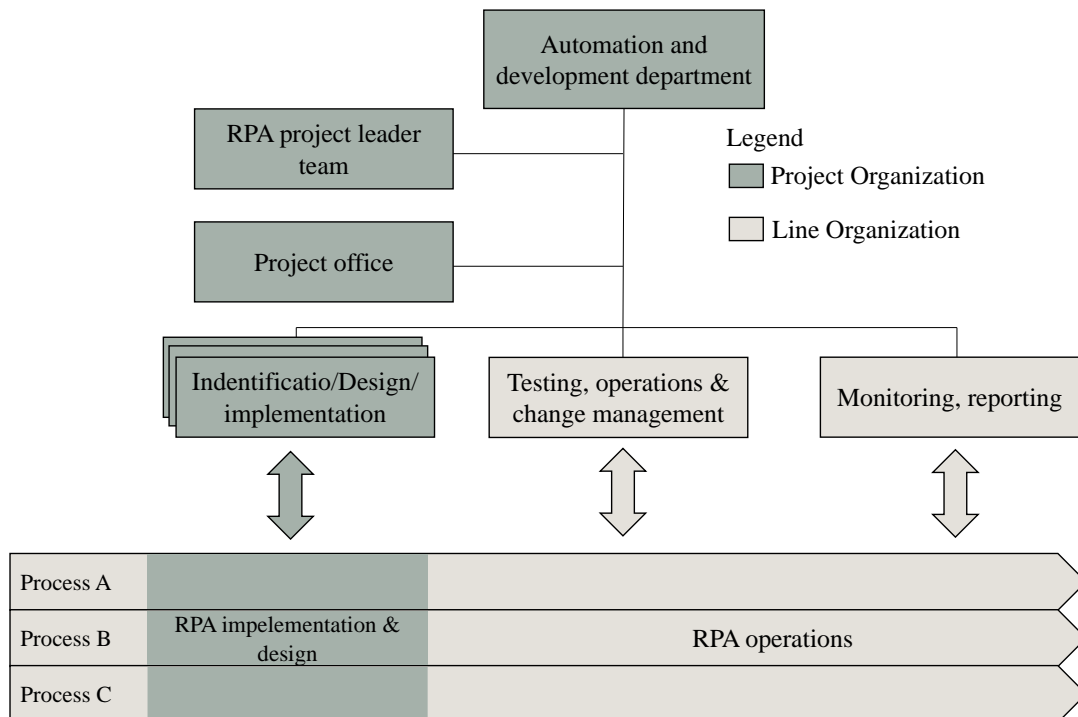 Automation and
development department
RPA project leader
team
Legend
Project Organization
Project office
Line Organization
Indentificatio/Design/
implementation
Testing, operations &
change management
Monitoring, reporting
Process A
Process B
RPA impelementation &
design
RPA operations
Process C